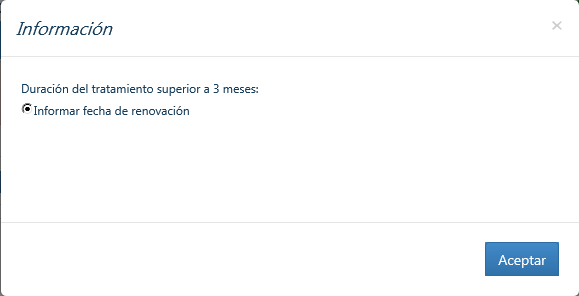 Información
×
Duración del tratamiento superior a 3 meses:
Informar fecha de renovación
Aceptar